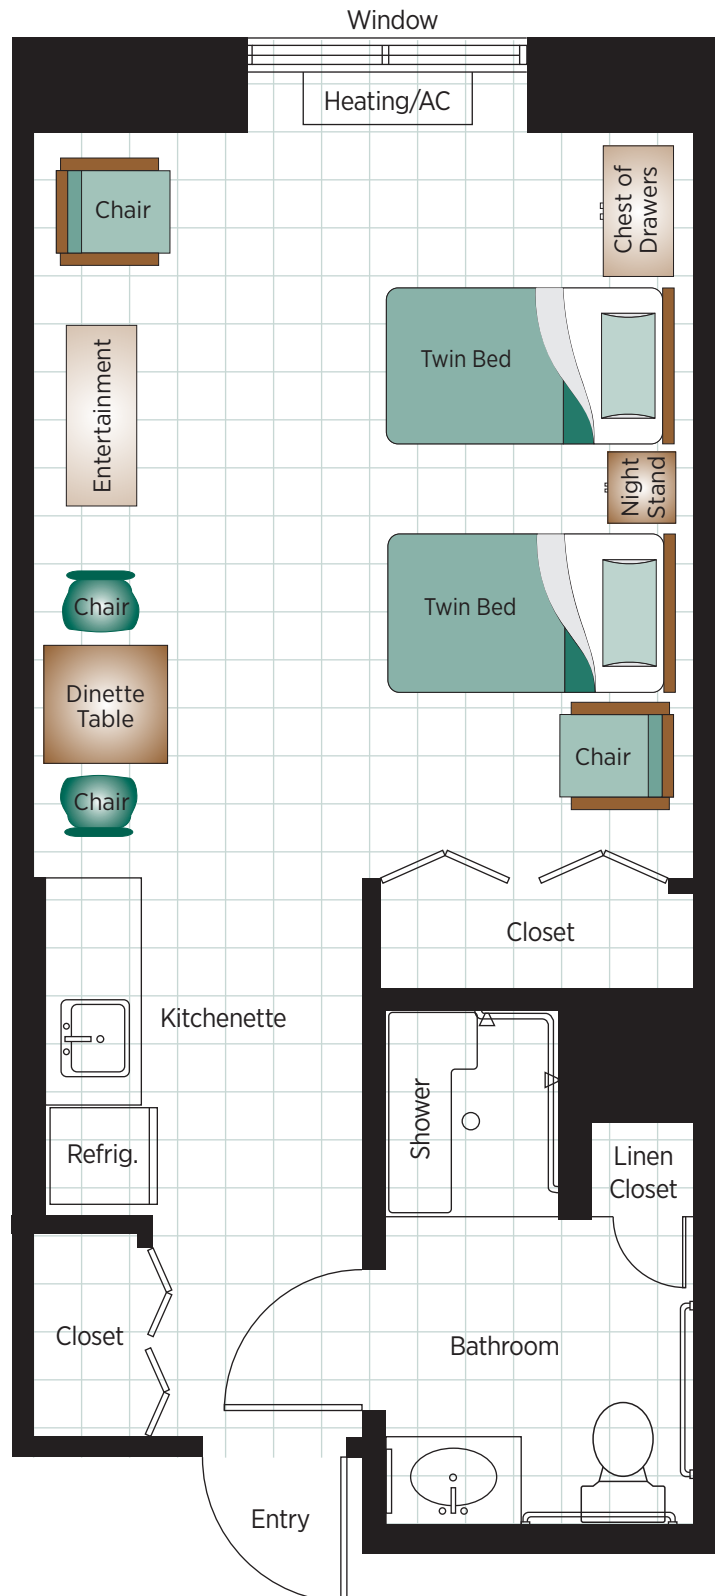 Window
Heating/AC
Chair
Chest of
Drawers
Twin Bed
Entertainment
Night
Stand
Chair
Twin Bed
Dinette
Table
Chair
Chair
Closet
Kitchenette
Shower
Refrig.
Linen
Closet
Closet
Bathroom
Entry